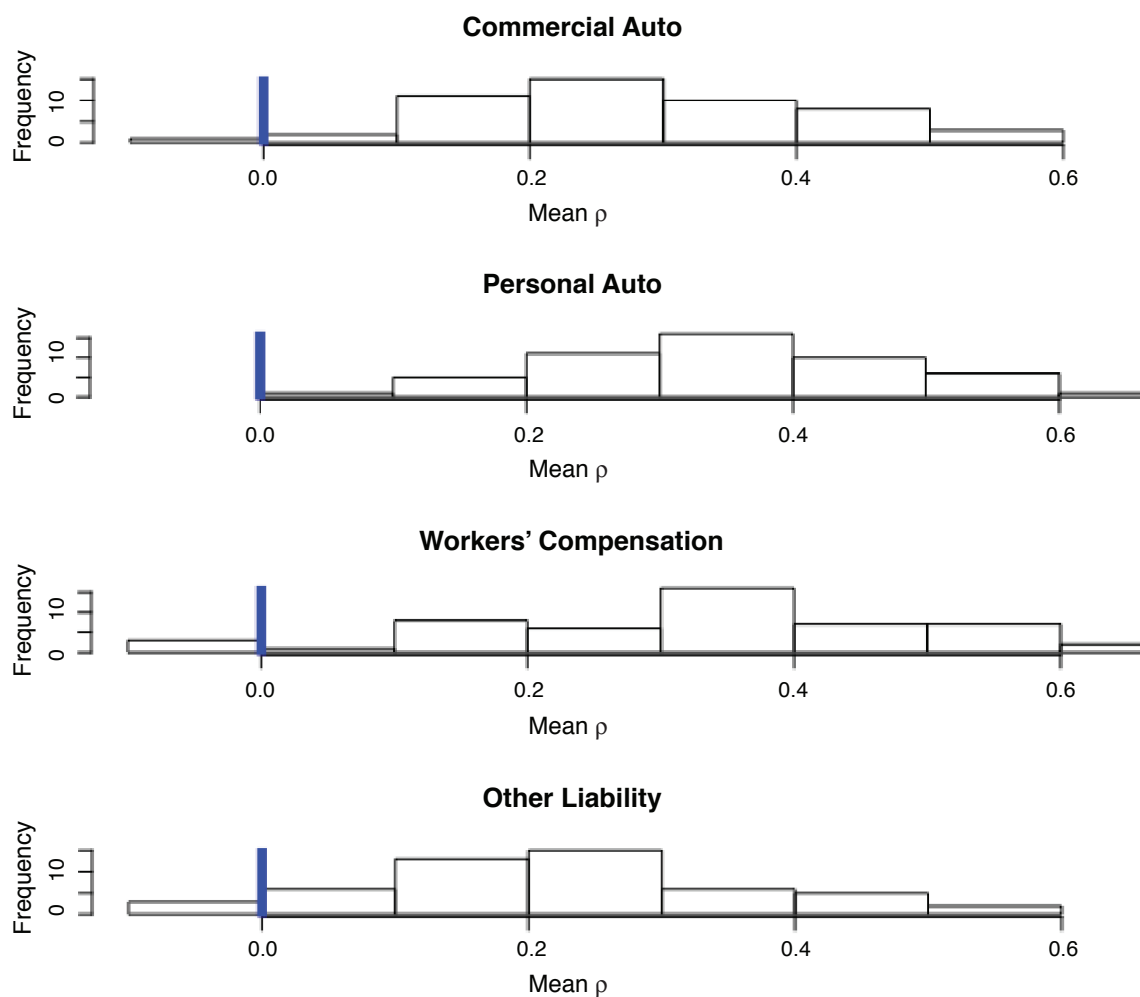 Commercial Auto
Frequency
0 10
0.0 0.2 0.4 0.6
Mean ρ
Personal Auto
Frequency
0 10
0.0 0.2 0.4 0.6
Mean ρ
Workers’ Compensation
Frequency
0 10
0.0 0.2 0.4 0.6
Mean ρ
Other Liability
Frequency
0 10
0.0 0.2 0.4 0.6
Mean ρ